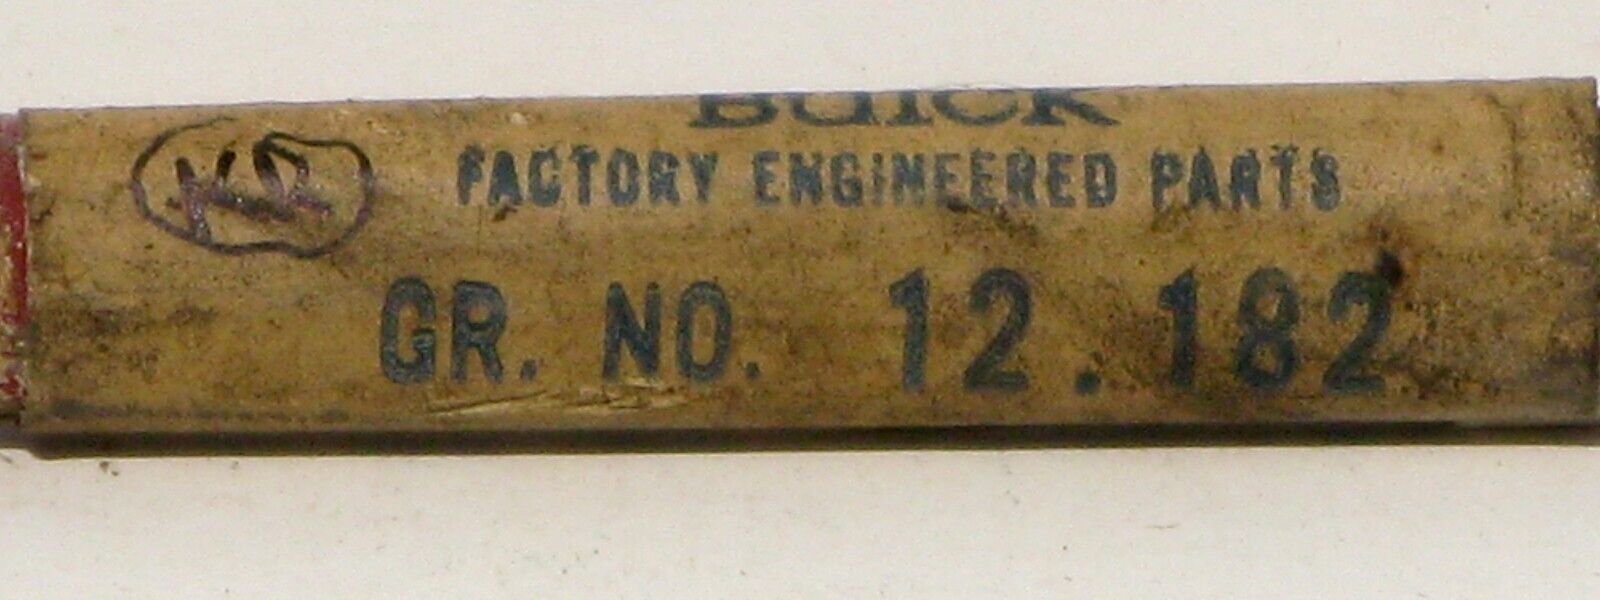 Buick
FACTORY ENGINEERED PARTS
GR. NO. 12.182